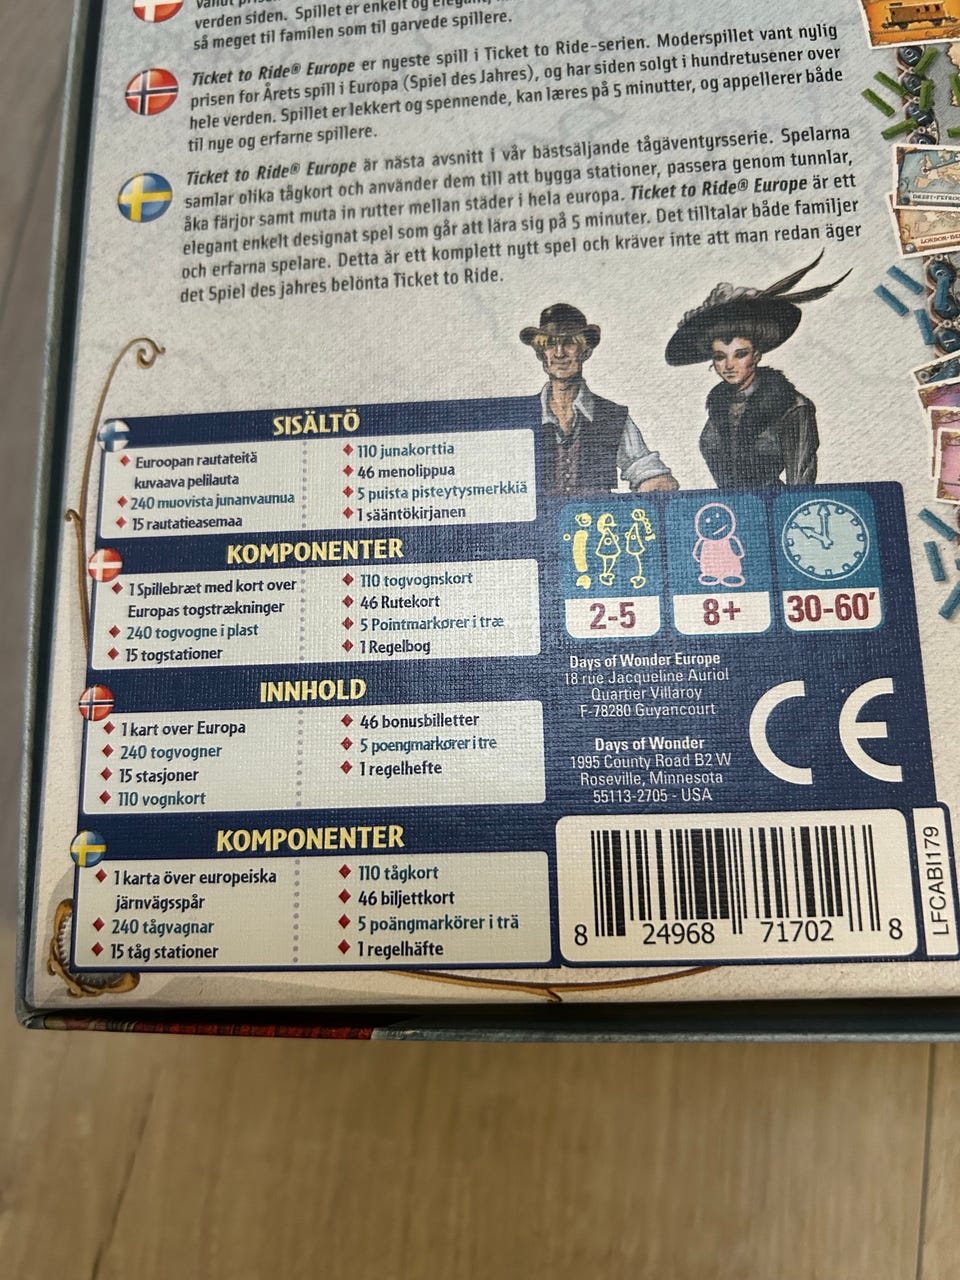 verden siden. Spillet er enkelt og elegant,
så meget til familen som til garvede spillere.
Ticket to Ride® Europe er nyeste spill i Ticket to Ride-serien. Moderspillet vant nylig
prisen for Årets spill i Europa (Spiel des Jahres), og har siden solgt i hundretusener over
hele verden. Spillet er lekkert og spennende, kan læres på 5 minutter, og appellerer både
til nye og erfarne spillere.
Ticket to Ride® Europe är nästa avsnitt i vår bästsäljande tågäventyrsserie. Spelarna
samlar olika tågkort och använder dem till att bygga stationer, passera genom tunnlar,
åka färjor samt muta in rutter mellan städer i hela europa. Ticket to Ride® Europe är ett
elegant enkelt designat spel som går att lära sig på 5 minuter. Det tilltalar både familjer
och erfarna spelare. Detta är ett komplett nytt spel och kräver inte att man redan äger
det Spiel des jahres belönta Ticket to Ride.
SISÄLTÖ
Euroopan rautateitä
kuvaava pelilauta
240 muovista junanvaunua
15 rautatieasemaa
110 junakorttia
46 menolippua
5 puista pisteytysmerkkiä
1 sääntökirjanen
KOMPONENTER
1 Spillebræt med kort over
Europas togstrækninger
240 togvogne i plast
15 togstationer
110 togvognskort
46 Rutekort
5 Pointmarkører i træ
1 Regelbog
INNHOLD
1 kart over Europa
240 togvogner
15 stasjoner
110 vognkort
46 bonusbilletter
5 poengmarkører i tre
1 regelhefte
KOMPONENTER
1 karta över europeiska
järnvägsspår
240 tågvagnar
15 tåg stationer
110 tågkort
46 biljettkort
5 poängmarkörer i trä
1 regelhäfte
2-5
8+
30-60'
Days of Wonder Europe
18 rue Jacqueline Auriol
Quartier Villaroy
F-78280 Guyancourt
Days of Wonder
1995 County Road B2 W
Roseville, Minnesota
55113-2705 - USA
CE
8 24968 71702 8
LFCABI179